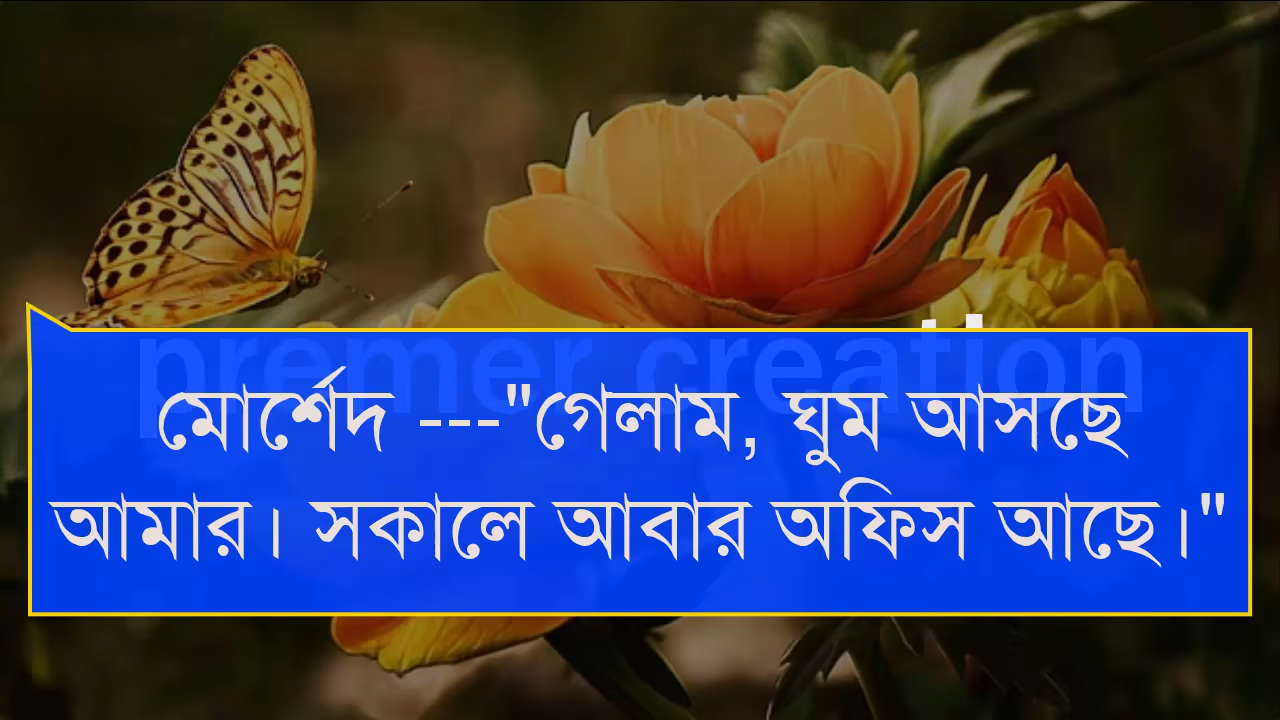 premer creation
মোর্শেদ ---"গেলাম, ঘুম আসছে
আমার। সকালে আবার অফিস আছে।"